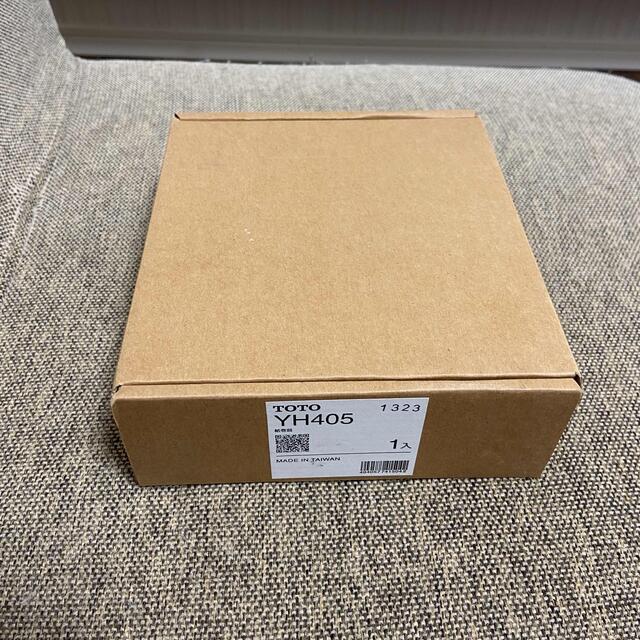 TOTO 1323
YH405
紙巻器
1入
MADE IN TAIWAN